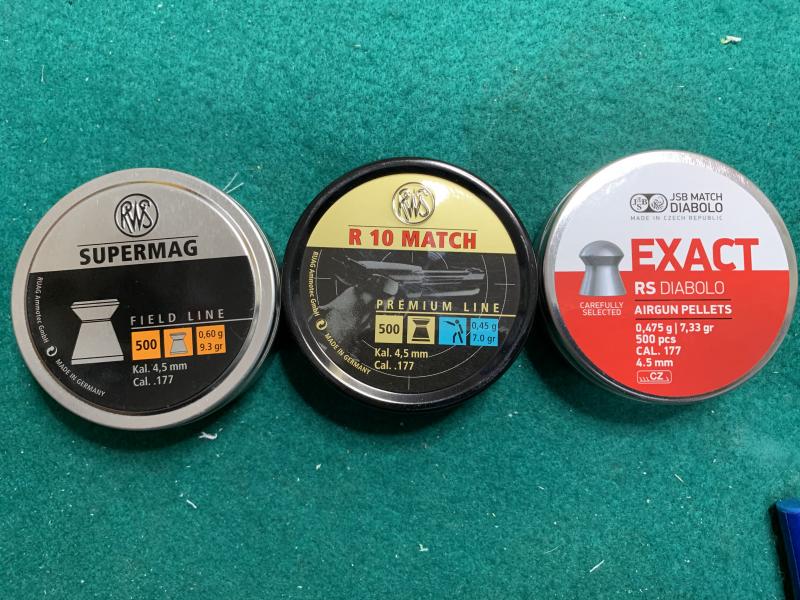 RWS
SUPERMAG
FIELD LINE
500
0,60 g
9.3 gr
Kal. 4,5 mm
Cal. .177
RUAG Ammotec GmbH
MADE IN GERMANY
RWS
R 10 MATCH
PREMIUM LINE
500
0,45 g
7.0 gr
Kal. 4,5 mm
Cal. .177
RUAG Ammotec GmbH
MADE IN GERMANY
JSB
JSB MATCH
DIABOLO
MADE IN CZECH REPUBLIC
EXACT
RS DIABOLO
CAREFULLY
SELECTED
AIRGUN PELLETS
0,475 g | 7,33 gr
500 pcs
CAL. 177
4.5 mm
CZ